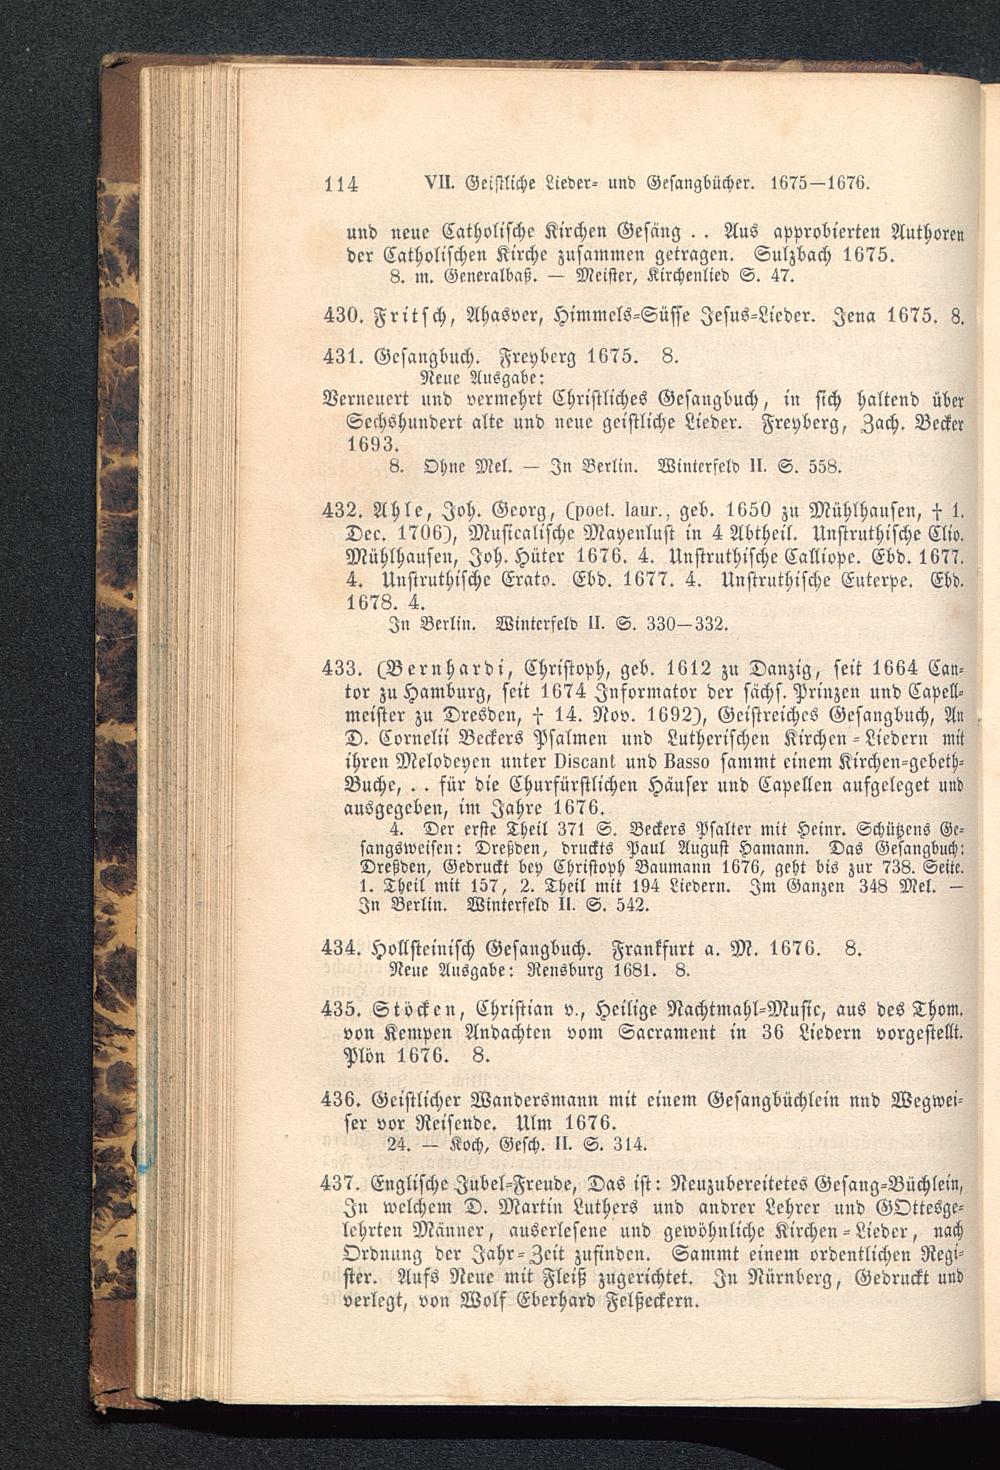 114 VII. Geistliche Lieder- und Gesangbücher. 1675—1676.
und neue Catholische Kirchen Gesäng . . Aus approbierten Authoren
der Catholischen Kirche zusammen getragen. Sulzbach 1675.
8. m. Generalbaß. — Meister, Kirchenlied S. 47.
430. Fritsch, Ahasver, Himmels-Süsse Jesus-Lieder. Jena 1675. 8.
431. Gesangbuch. Freyberg 1675. 8.
Neue Ausgabe:
Verneuert und vermehrt Christliches Gesangbuch, in sich haltend über
Sechshundert alte und neue geistliche Lieder. Freyberg, Zach. Becker
1693.
8. Ohne Mel. — In Berlin. Winterfeld II. S. 558.
432. Ahle, Joh. Georg, (poet. laur., geb. 1650 zu Mühlhausen, † 1.
Dec. 1706), Musicalische Mayenlust in 4 Abtheil. Unstruthische Clio.
Mühlhausen, Joh. Hüter 1676. 4. Unstruthische Calliope. Ebd. 1677.
4. Unstruthische Erato. Ebd. 1677. 4. Unstruthische Euterpe. Ebd.
1678. 4.
In Berlin. Winterfeld II. S. 330—332.
433. (Bernhardi, Christoph, geb. 1612 zu Danzig, seit 1664 Can-
tor zu Hamburg, seit 1674 Informator der sächs. Prinzen und Capell-
meister zu Dresden, † 14. Nov. 1692), Geistreiches Gesangbuch, An
D. Cornelii Beckers Psalmen und Lutherischen Kirchen-Liedern mit
ihren Melodeyen unter Discant und Basso sammt einem Kirchen-gebeth-
Buche, . . für die Churfürstlichen Häuser und Capellen aufgeleget und
ausgegeben, im Jahre 1676.
4. Der erste Theil 371 S. Beckers Psalter mit Heinr. Schützens Ge-
sangsweisen: Dreßden, druckts Paul August Hamann. Das Gesangbuch:
Dreßden, Gedruckt bey Christoph Baumann 1676, geht bis zur 738. Seite.
1. Theil mit 157, 2. Theil mit 194 Liedern. Im Ganzen 348 Mel. —
In Berlin. Winterfeld II. S. 542.
434. Hollsteinisch Gesangbuch. Frankfurt a. M. 1676. 8.
Neue Ausgabe: Rensburg 1681. 8.
435. Stöcken, Christian v., Heilige Nachtmahl-Music, aus des Thom.
von Kempen Andachten vom Sacrament in 36 Liedern vorgestellt.
Plön 1676. 8.
436. Geistlicher Wandersmann mit einem Gesangbüchlein nnd Wegwei-
ser vor Reisende. Ulm 1676.
24. — Koch, Gesch. II. S. 314.
437. Englische Jubel-Freude, Das ist: Neuzubereitetes Gesang-Büchlein,
In welchem D. Martin Luthers und andrer Lehrer und GOttesge-
lehrten Männer, auserlesene und gewöhnliche Kirchen-Lieder, nach
Ordnung der Jahr-Zeit zufinden. Sammt einem ordentlichen Regi-
ster. Aufs Neue mit Fleiß zugerichtet. In Nürnberg, Gedruckt und
verlegt, von Wolf Eberhard Felßeckern.